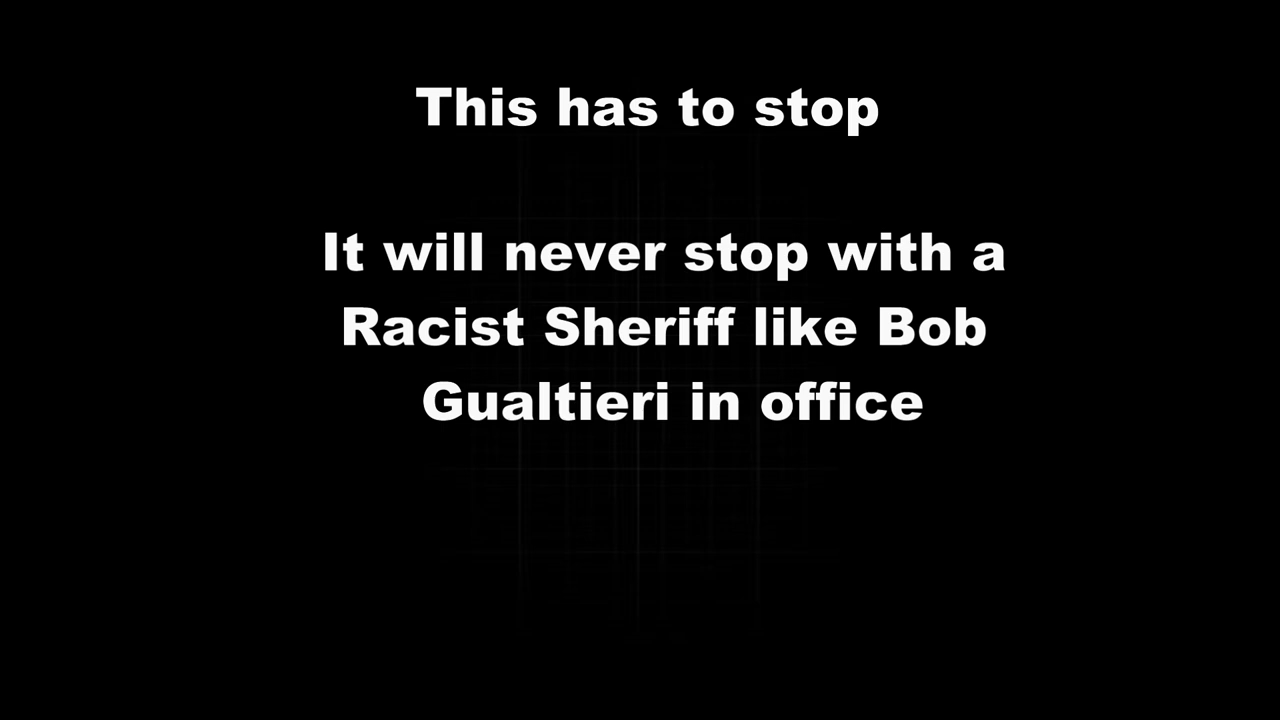 This has to stop
It will never stop with a
Racist Sheriff like Bob
Gualtieri in office